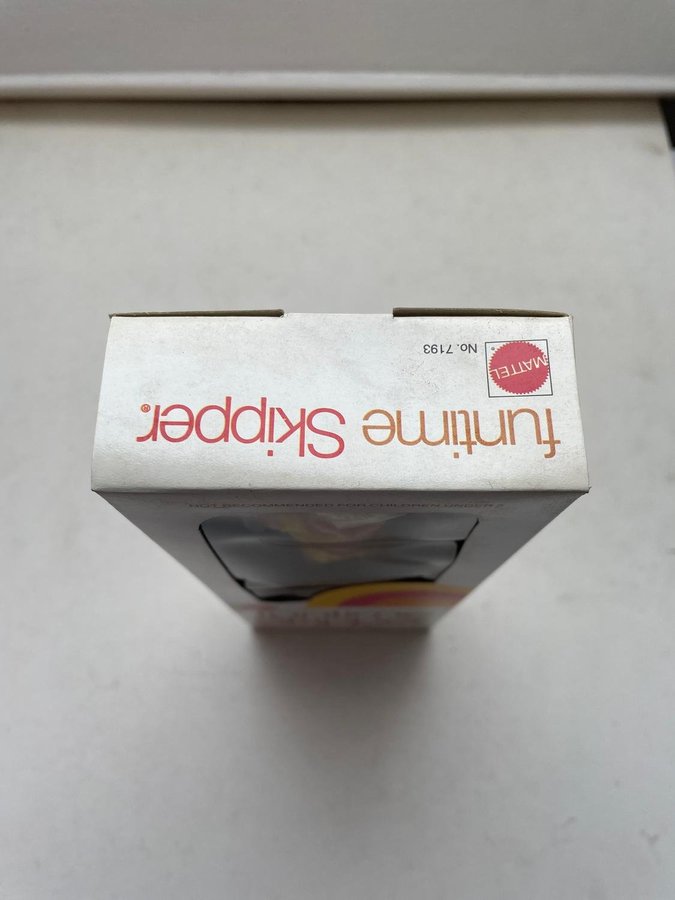 MATTEL
No. 7193
funtime Skipper.®
NOT RECOMMENDED FOR CHILDREN UNDER 3